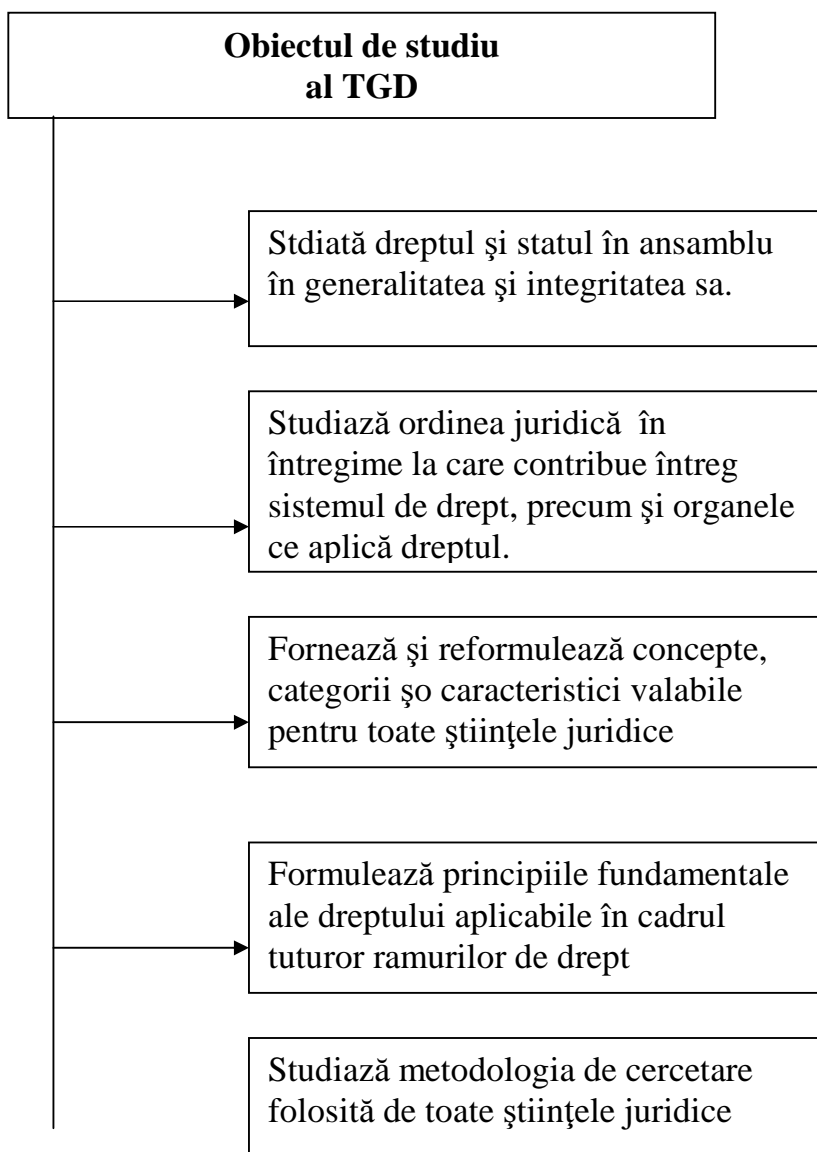 Obiectul de studiu
al TGD
Stdiată dreptul şi statul în ansamblu
în generalitatea şi integritatea sa.
Studiază ordinea juridică în
întregime la care contribue întreg
sistemul de drept, precum şi organele
ce aplică dreptul.
Fornează şi reformulează concepte,
categorii şo caracteristici valabile
pentru toate ştiinţele juridice
Formulează principiile fundamentale
ale dreptului aplicabile în cadrul
tuturor ramurilor de drept
Studiază metodologia de cercetare
folosită de toate ştiinţele juridice